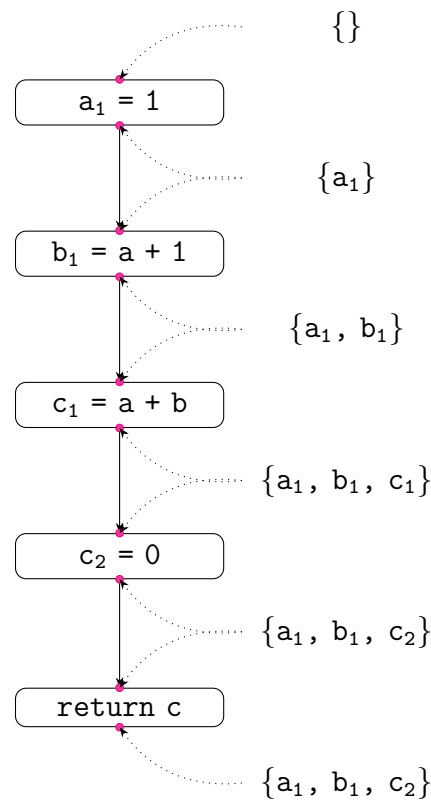 {}
a₁ = 1
{a₁}
b₁ = a + 1
{a₁, b₁}
c₁ = a + b
{a₁, b₁, c₁}
c₂ = 0
{a₁, b₁, c₂}
return c
{a₁, b₁, c₂}